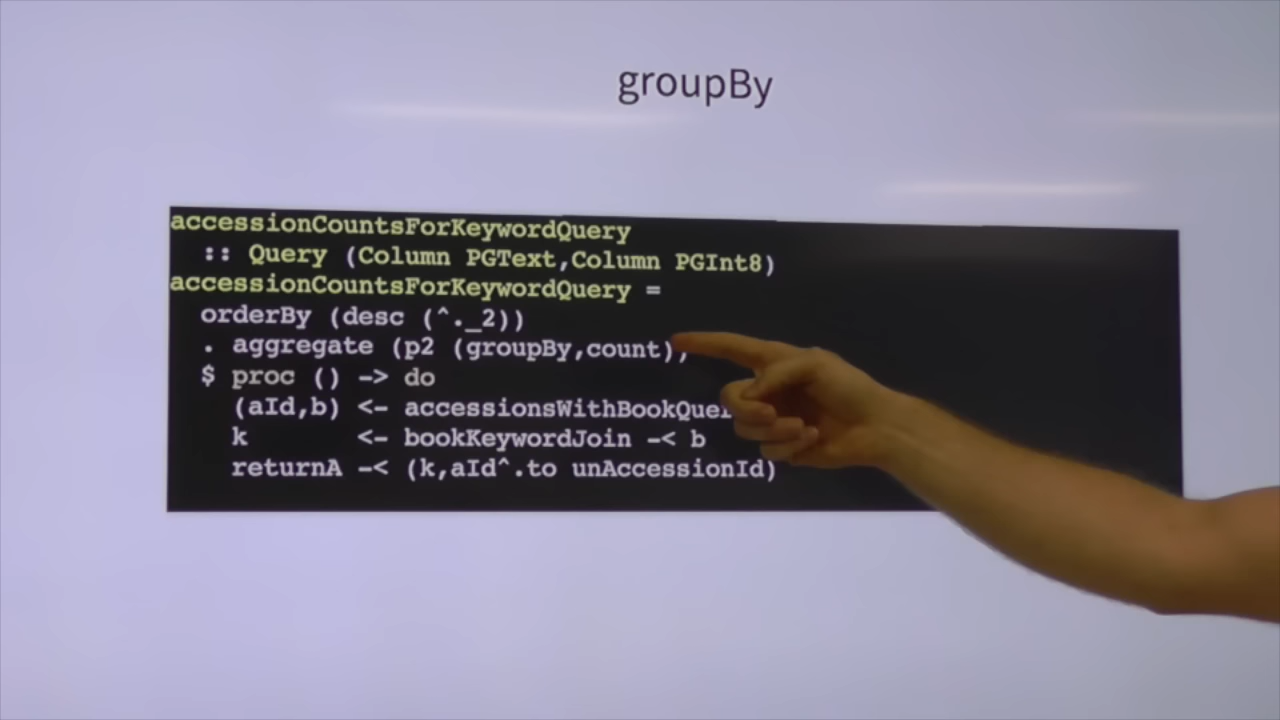 groupBy
accessionCountsForKeywordQuery
:: Query (Column PGText,Column PGInt8)
accessionCountsForKeywordQuery =
orderBy (desc (^._2))
. aggregate (p2 (groupBy,count))
$ proc () -> do
(aId,b) <-
k <- bookKeywordJoin -< b
returnA -< (k,aId^.to unAccessionId)